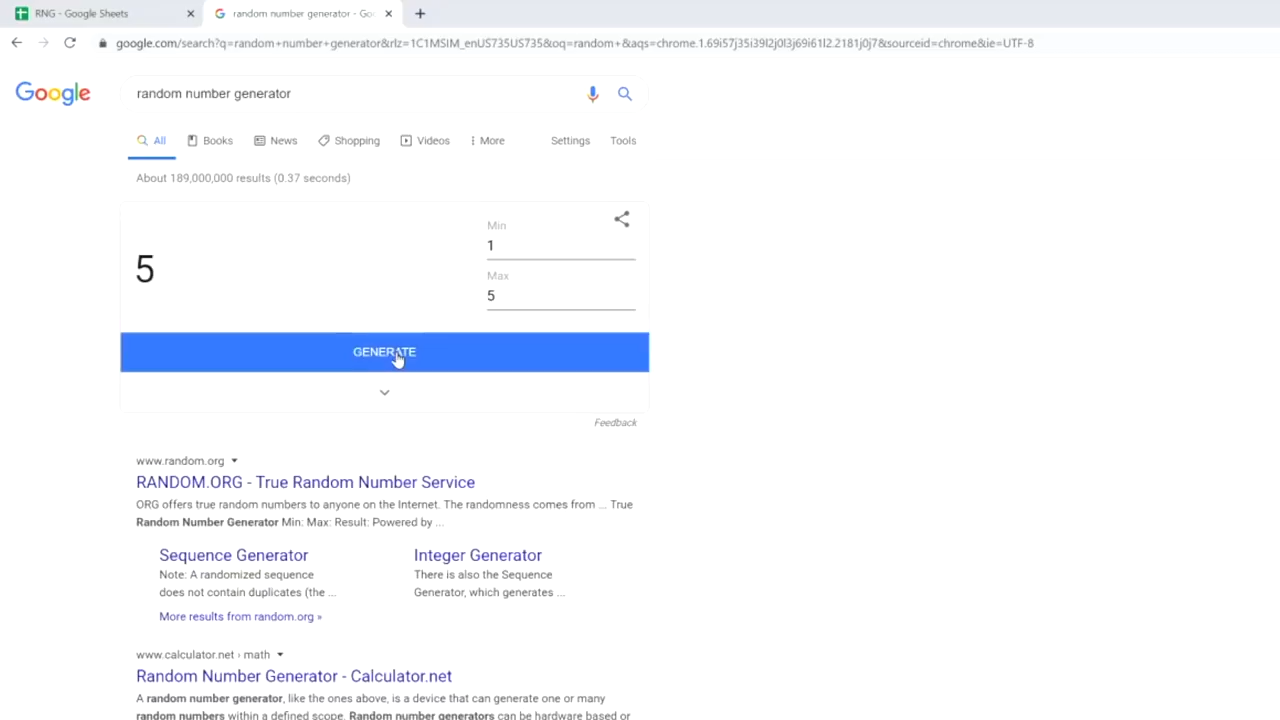 RNG - Google Sheets
random number generator - Goo
google.com/search?q=random+number+generator&rlz=1C1MSIM_enUS735US735&oq=random+&aqs=chrome.1.69i57j35i39l2j0l3j69i61l2.2181j0j7&sourceid=chrome&ie=UTF-8
Google
random number generator
All Books News Shopping Videos More Settings Tools
About 189,000,000 results (0.37 seconds)
Min
1
5
Max
5
GENERATE
Feedback
www.random.org
RANDOM.ORG - True Random Number Service
ORG offers true random numbers to anyone on the Internet. The randomness comes from ... True
Random Number Generator Min: Max: Result: Powered by ...
Sequence Generator
Note: A randomized sequence
does not contain duplicates (the ...
Integer Generator
There is also the Sequence
Generator, which generates ...
More results from random.org »
www.calculator.net › math
Random Number Generator - Calculator.net
A random number generator, like the ones above, is a device that can generate one or many
random numbers within a defined scope. Random number generators can be hardware based or